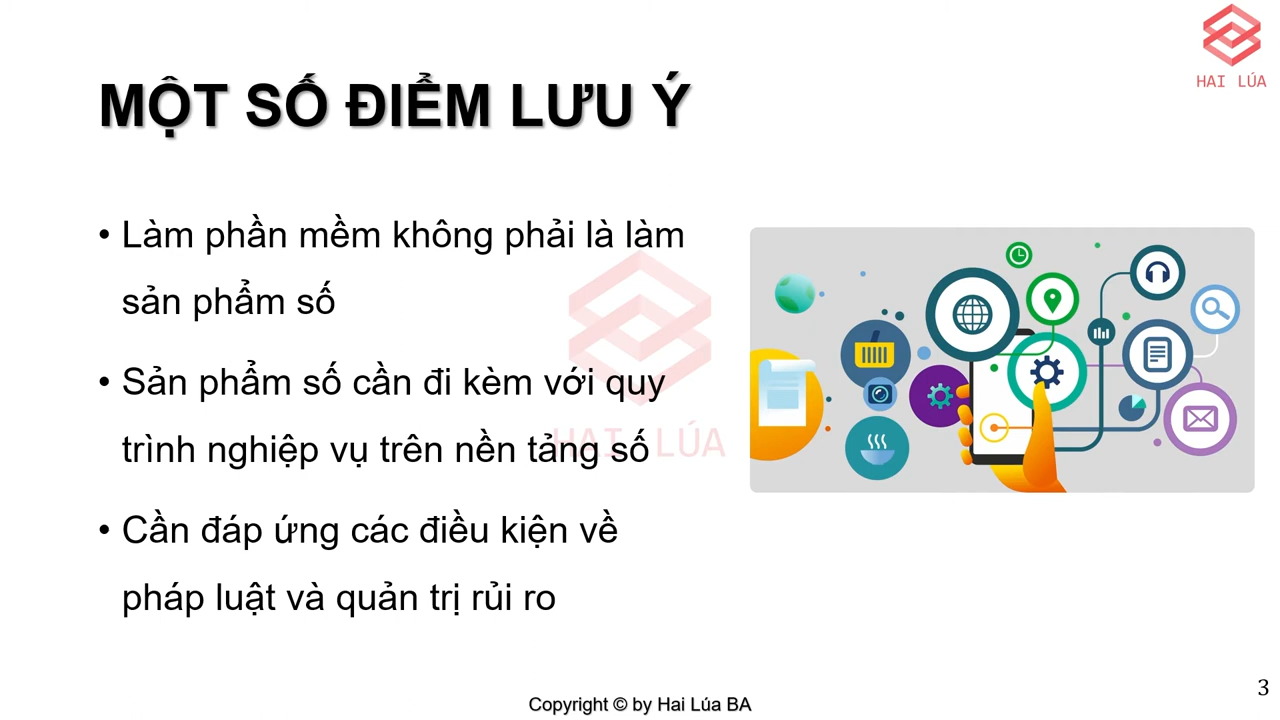 HAI LÚA
MỘT SỐ ĐIỂM LƯU Ý
• Làm phần mềm không phải là làm
sản phẩm số
• Sản phẩm số cần đi kèm với quy
trình nghiệp vụ trên nền tảng số
HAI LÚA
• Cần đáp ứng các điều kiện về
pháp luật và quản trị rủi ro
Copyright © by Hai Lúa BA
3